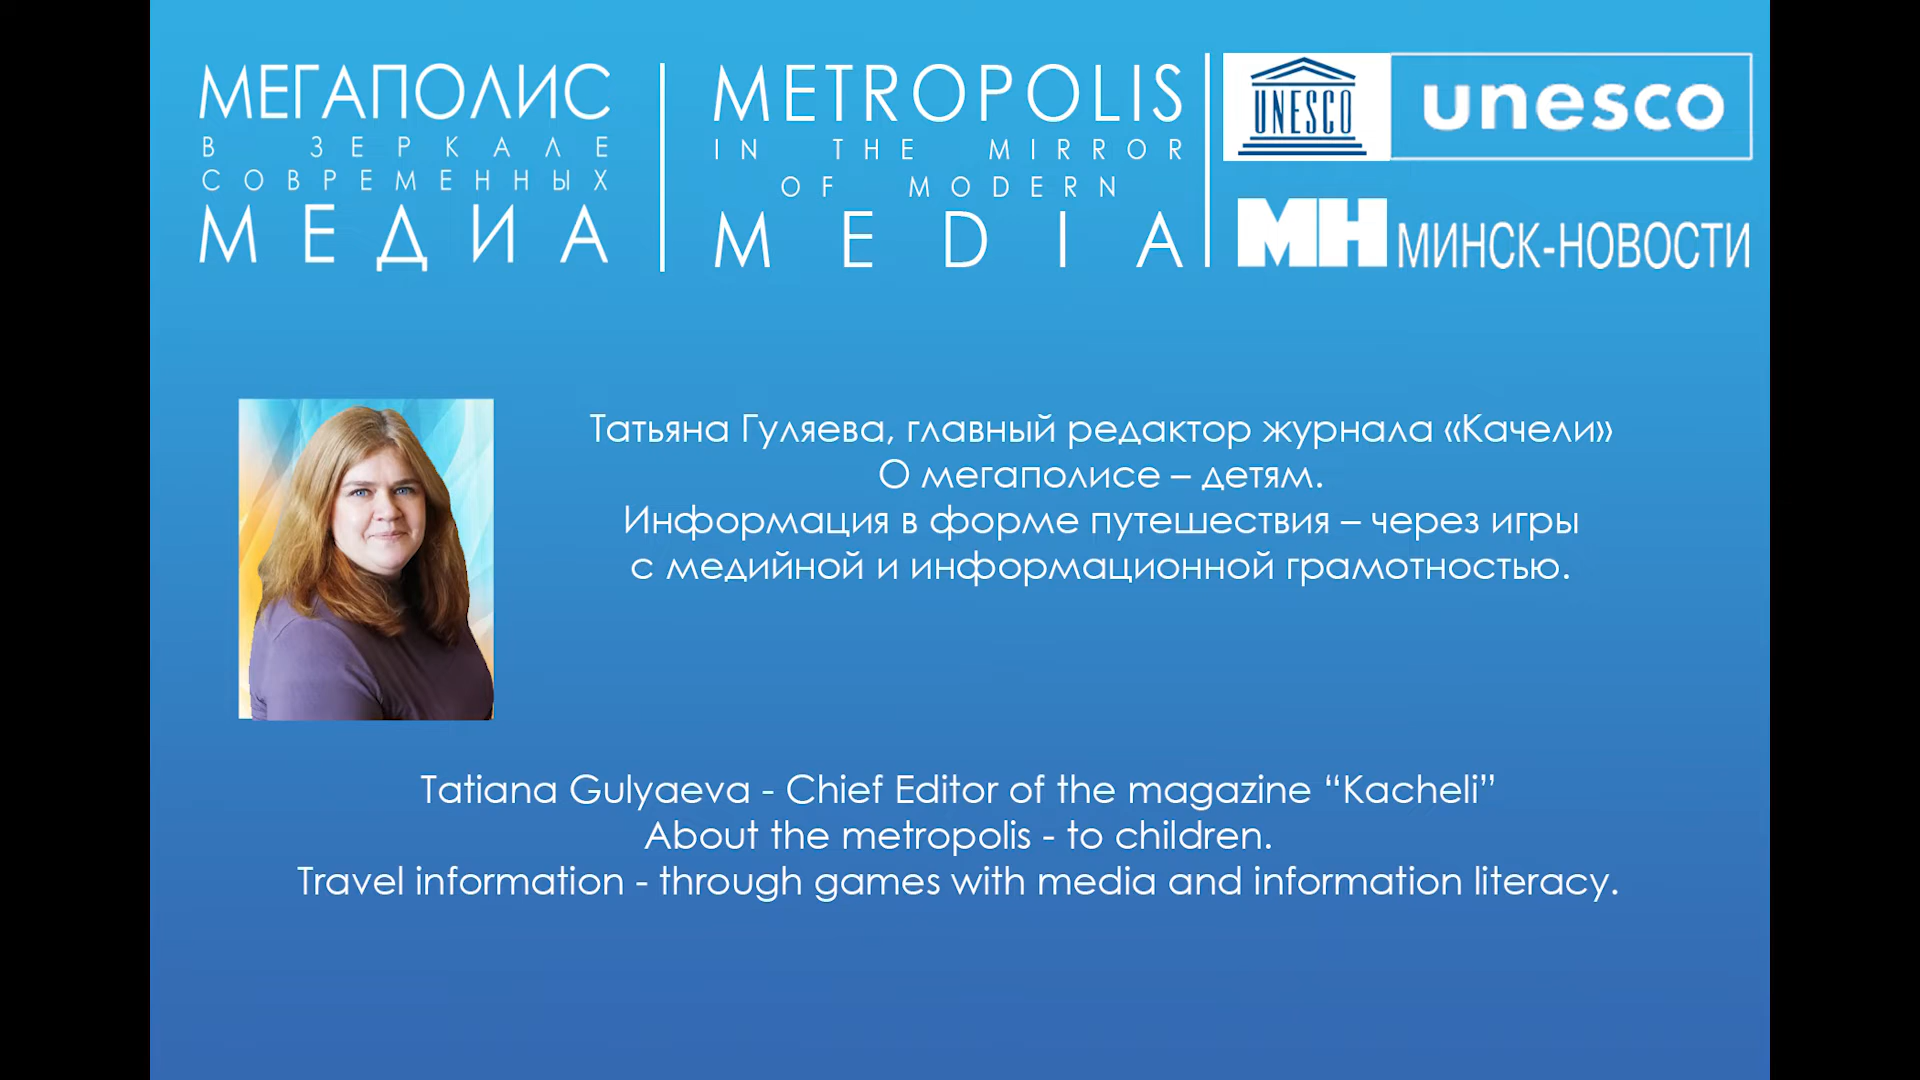 МЕГАПОЛИС
В ЗЕРКАЛЕ
СОВРЕМЕННЫХ
МЕДИА
METROPOLIS
IN THE MIRROR
OF MODERN
MEDIA
UNESCO
unesco
МН МИНСК-НОВОСТИ
Татьяна Гуляева, главный редактор журнала «Качели»
О мегаполисе – детям.
Информация в форме путешествия – через игры
с медийной и информационной грамотностью.
Tatiana Gulyaeva - Chief Editor of the magazine “Kacheli”
About the metropolis - to children.
Travel information - through games with media and information literacy.